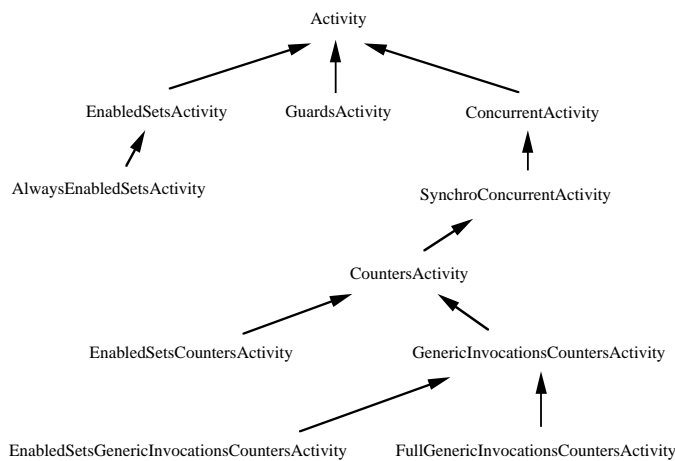 Activity
EnabledSetsActivity
GuardsActivity
ConcurrentActivity
AlwaysEnabledSetsActivity
SynchroConcurrentActivity
CountersActivity
EnabledSetsCountersActivity
GenericInvocationsCountersActivity
EnabledSetsGenericInvocationsCountersActivity
FullGenericInvocationsCountersActivity